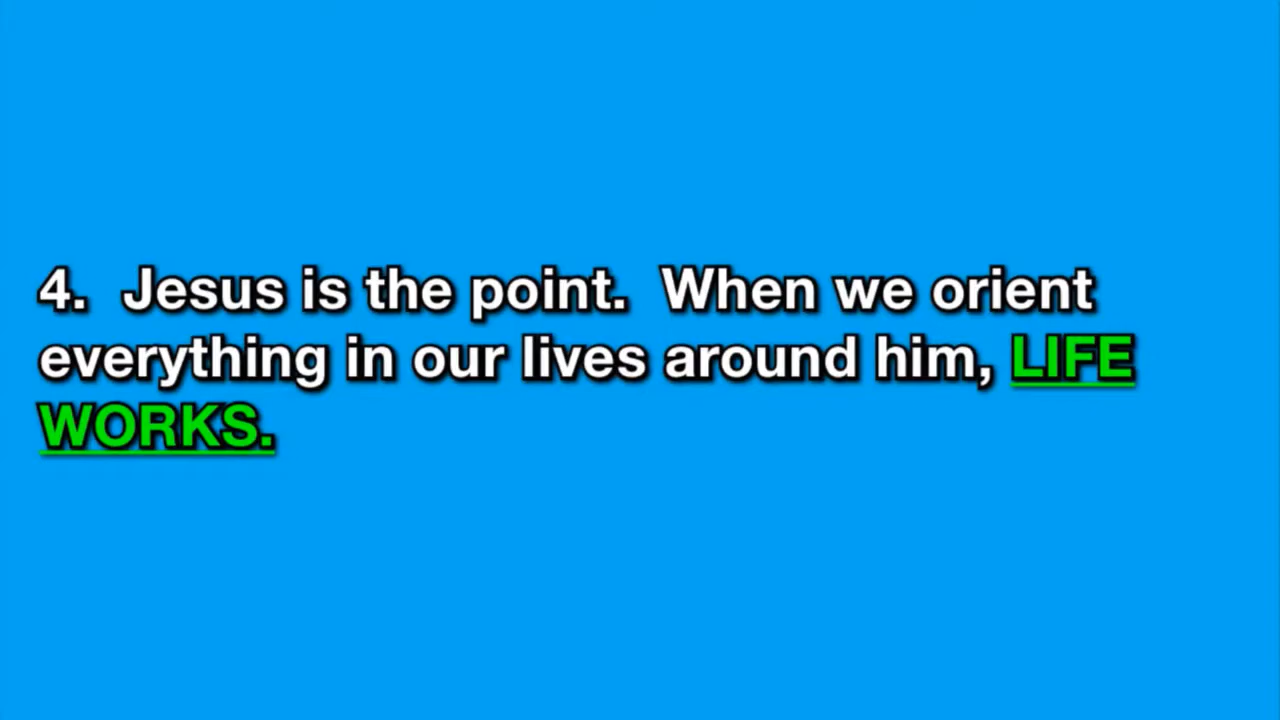 4.  Jesus is the point.  When we orient
everything in our lives around him, LIFE
WORKS.